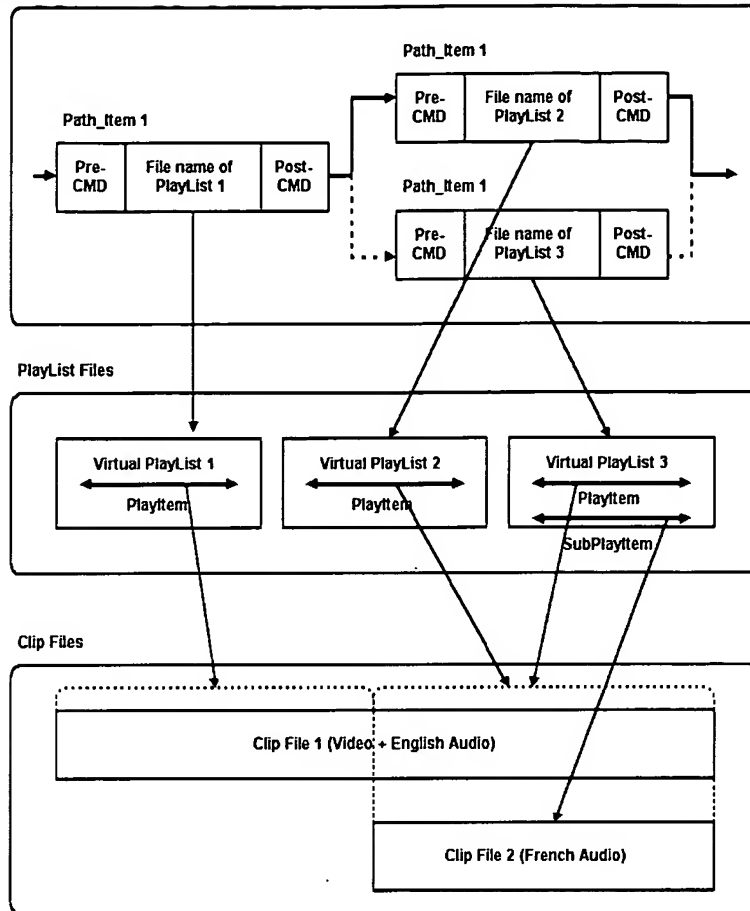 Path_Item 1
Path_Item 1
Pre-
CMD
File name of
PlayList 2
Post-
CMD
Pre-
CMD
File name of
PlayList 1
Post-
CMD
Path_Item 1
Pre-
CMD
File name of
PlayList 3
Post-
CMD
PlayList Files
Virtual PlayList 1
PlayItem
Virtual PlayList 2
PlayItem
Virtual PlayList 3
PlayItem
SubPlayItem
Clip Files
Clip File 1 (Video + English Audio)
Clip File 2 (French Audio)